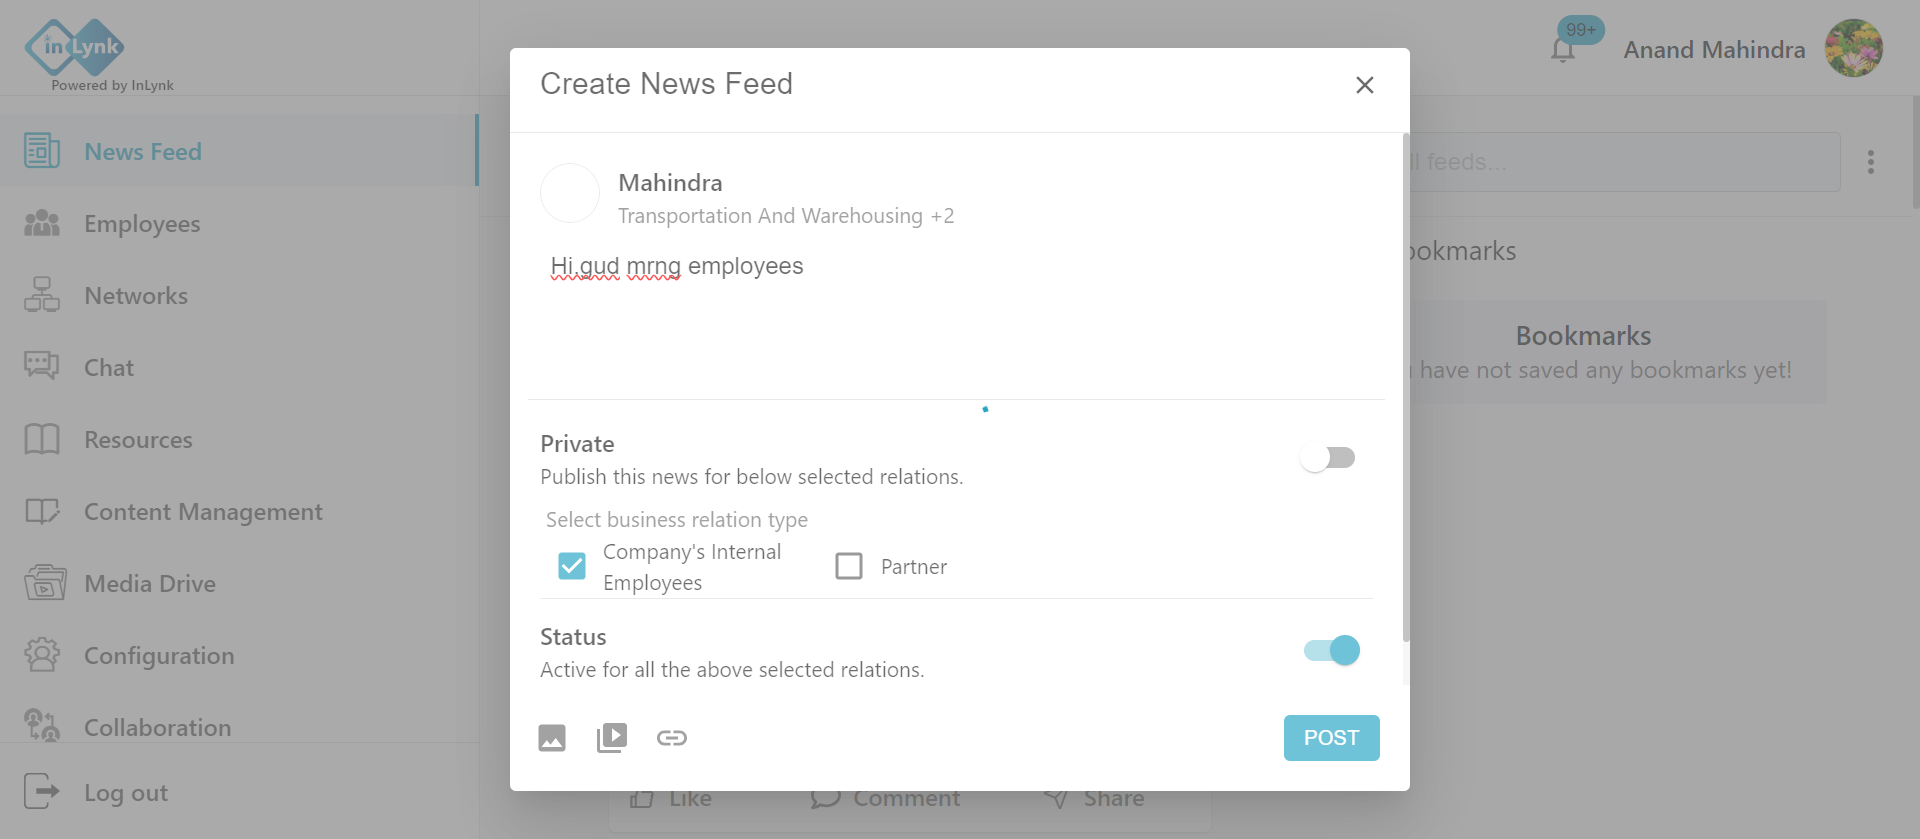 inLynk
Powered by InLynk
99+
Anand Mahindra
News Feed
Employees
Networks
Chat
Resources
Content Management
Media Drive
Configuration
Collaboration
Log out
Create News Feed
Mahindra
Transportation And Warehousing +2
Hi,gud mrng employees
Private
Publish this news for below selected relations.
Select business relation type
Company's Internal
Employees
Partner
Status
Active for all the above selected relations.
POST
feeds...
ookmarks
Bookmarks
have not saved any bookmarks yet!
Like
Comment
Share